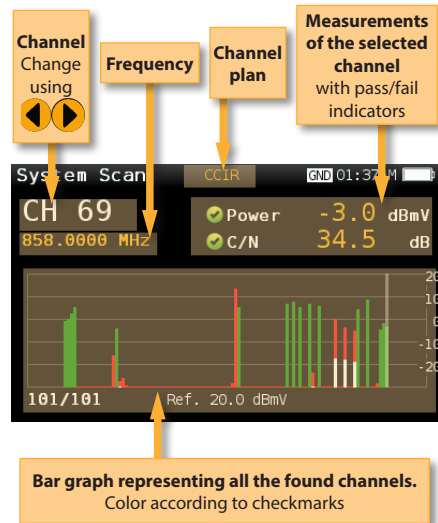 Channel
Change
using
Frequency
Channel
plan
Measurements
of the selected
channel
with pass/fail
indicators
System Scan
CCIR
GND 01:37 M
CH 69
858.0000 MHz
Power -3.0 dBmV
C/N 34.5 dB
20
10
0
-10
-20
101/101
Ref. 20.0 dBmV
Bar graph representing all the found channels.
Color according to checkmarks